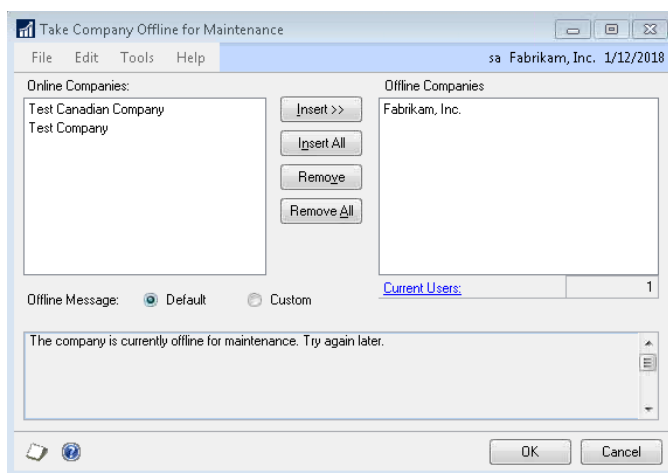 Take Company Offline for Maintenance
File Edit Tools Help sa Fabrikam, Inc. 1/12/2018
Online Companies:
Test Canadian Company
Test Company
Insert >>
Insert All
Remove
Remove All
Offline Companies
Fabrikam, Inc.
Current Users: 1
Offline Message: Default Custom
The company is currently offline for maintenance. Try again later.
OK Cancel